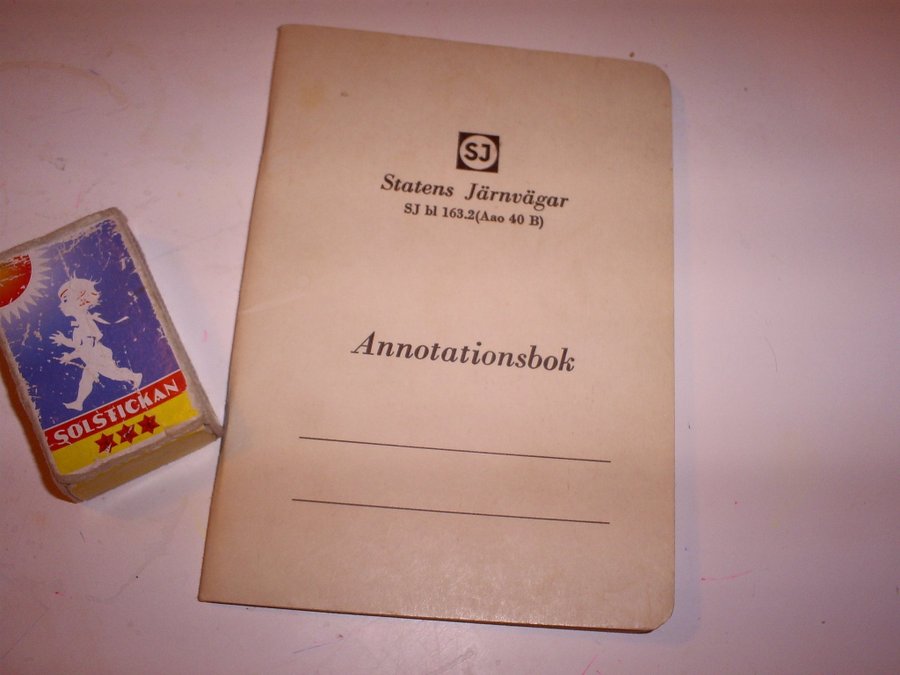 SJ
Statens Järnvägar
SJ bl 163.2(Aao 40 B)
Annotationsbok
SOLSTICKAN